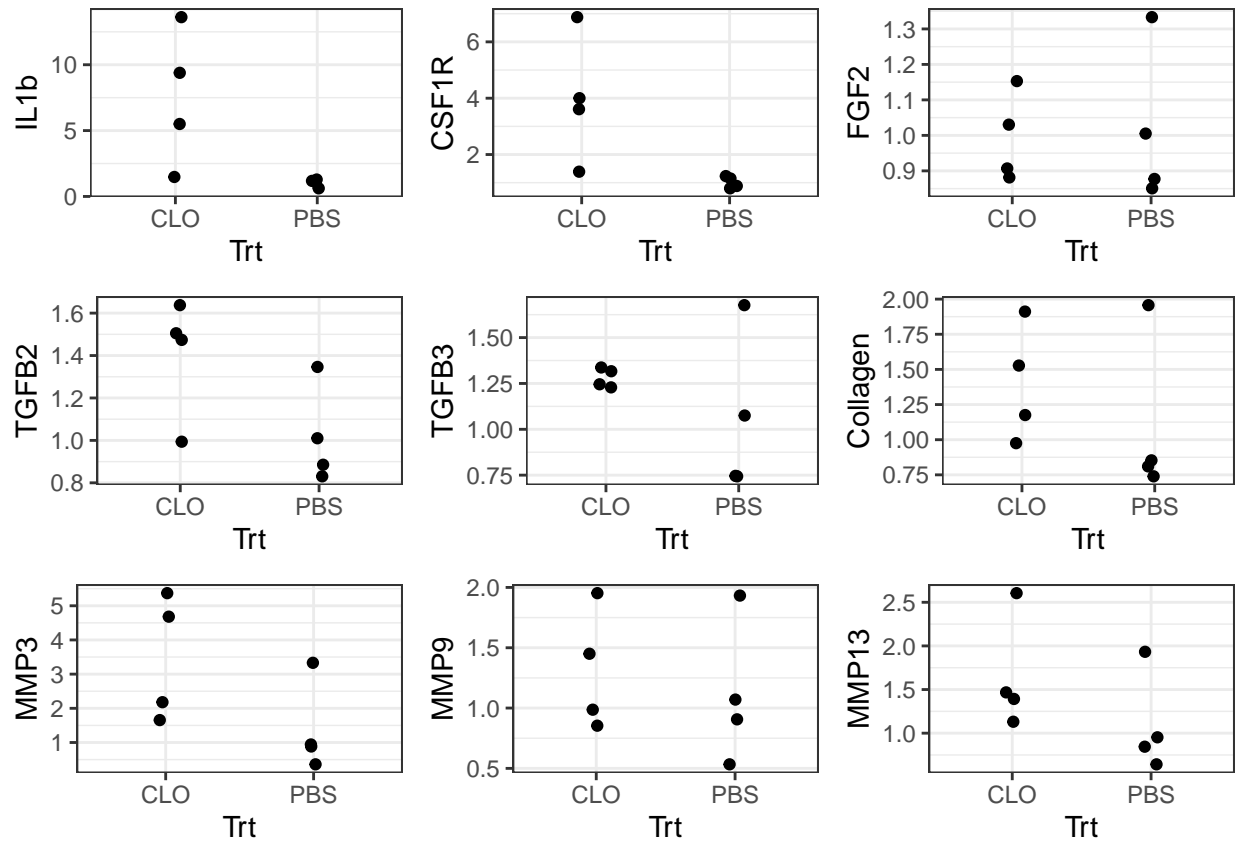 IL1b
10
5
0
CLO PBS
Trt
CSF1R
6
4
2
CLO PBS
Trt
FGF2
1.3
1.2
1.1
1.0
0.9
CLO PBS
Trt
TGFB2
1.6
1.4
1.2
1.0
0.8
CLO PBS
Trt
TGFB3
1.50
1.25
1.00
0.75
CLO PBS
Trt
Collagen
2.00
1.75
1.50
1.25
1.00
0.75
CLO PBS
Trt
MMP3
5
4
3
2
1
CLO PBS
Trt
MMP9
2.0
1.5
1.0
0.5
CLO PBS
Trt
MMP13
2.5
2.0
1.5
1.0
CLO PBS
Trt